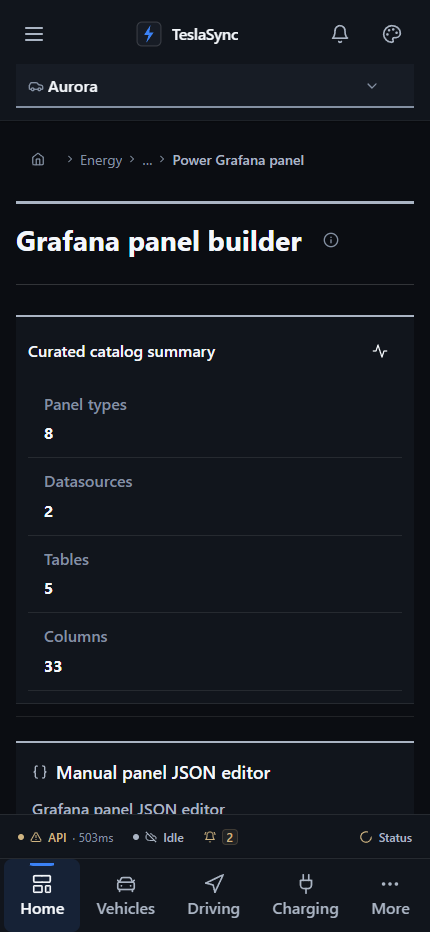 TeslaSync
Aurora
Energy ... Power Grafana panel
Grafana panel builder
Curated catalog summary
Panel types
8
Datasources
2
Tables
5
Columns
33
{} Manual panel JSON editor
Grafana panel JSON editor
API · 503ms Idle 2 Status
Home Vehicles Driving Charging More